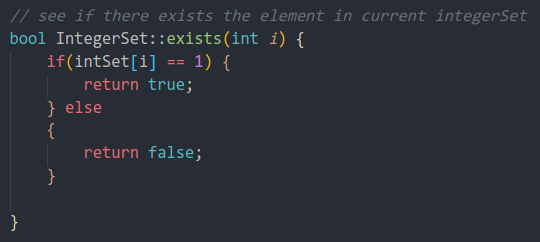 // see if there exists the element in current integerSet
bool IntegerSet::exists(int i) {
    if(intSet[i] == 1) {
        return true;
    } else
    {
        return false;
    }

}